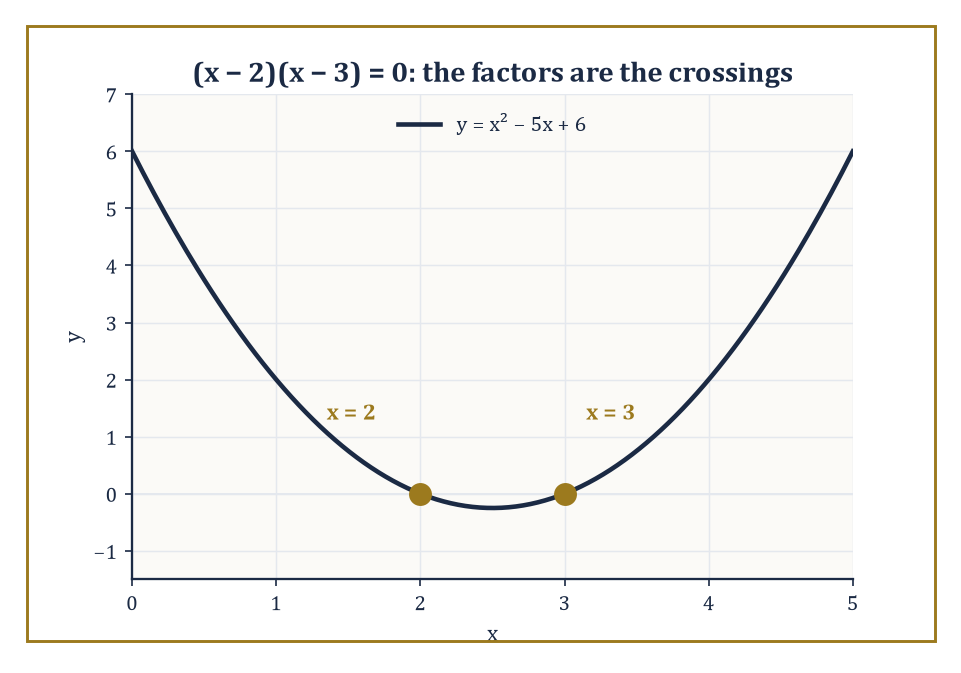 (x − 2)(x − 3) = 0: the factors are the crossings
y = x² − 5x + 6
7
6
5
4
3
2
1
0
−1
y
x = 2
x = 3
0 1 2 3 4 5
x